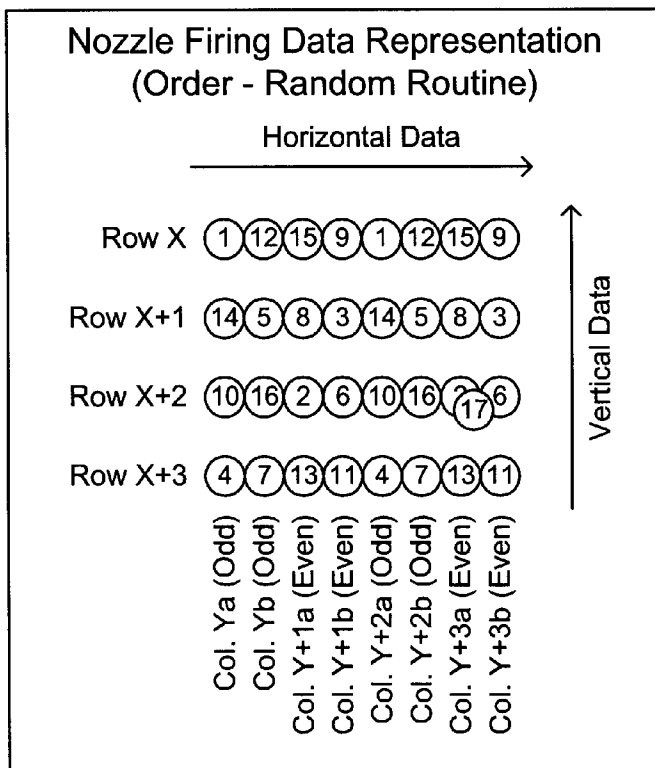 Nozzle Firing Data Representation
(Order - Random Routine)
Horizontal Data
Row X 1 12 15 9 1 12 15 9
Row X+1 14 5 8 3 14 5 8 3
Row X+2 10 16 2 6 10 16 2 17 6
Row X+3 4 7 13 11 4 7 13 11
Vertical Data
Col. Ya (Odd)
Col. Yb (Odd)
Col. Y+1a (Even)
Col. Y+1b (Even)
Col. Y+2a (Odd)
Col. Y+2b (Odd)
Col. Y+3a (Even)
Col. Y+3b (Even)